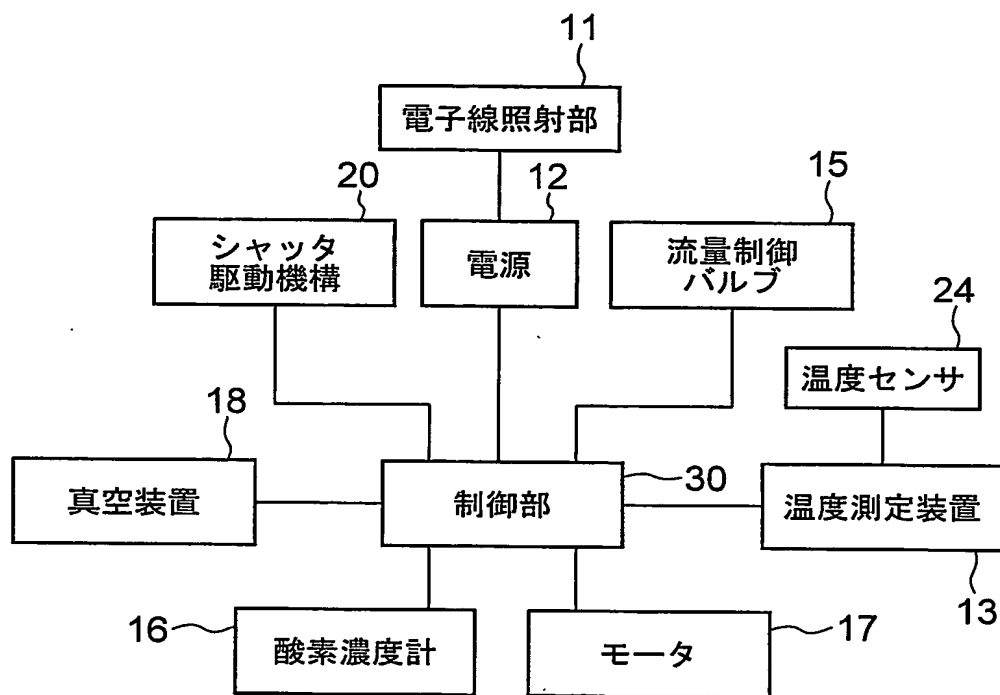 11
電子線照射部
20
シャッタ
駆動機構
12
電源
15
流量制御
バルブ
24
温度センサ
18
真空装置
制御部
30
温度測定装置
13
16
酸素濃度計
モータ
17